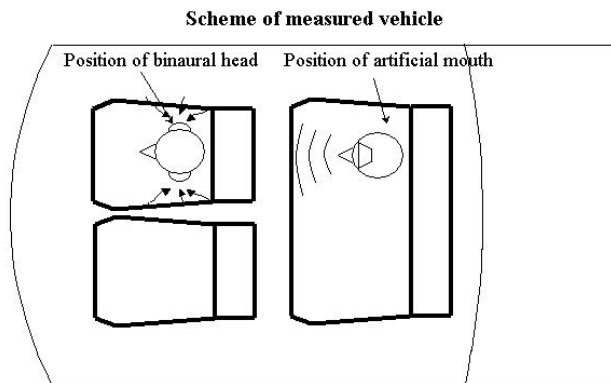 Scheme of measured vehicle
Position of binaural head
Position of artificial mouth